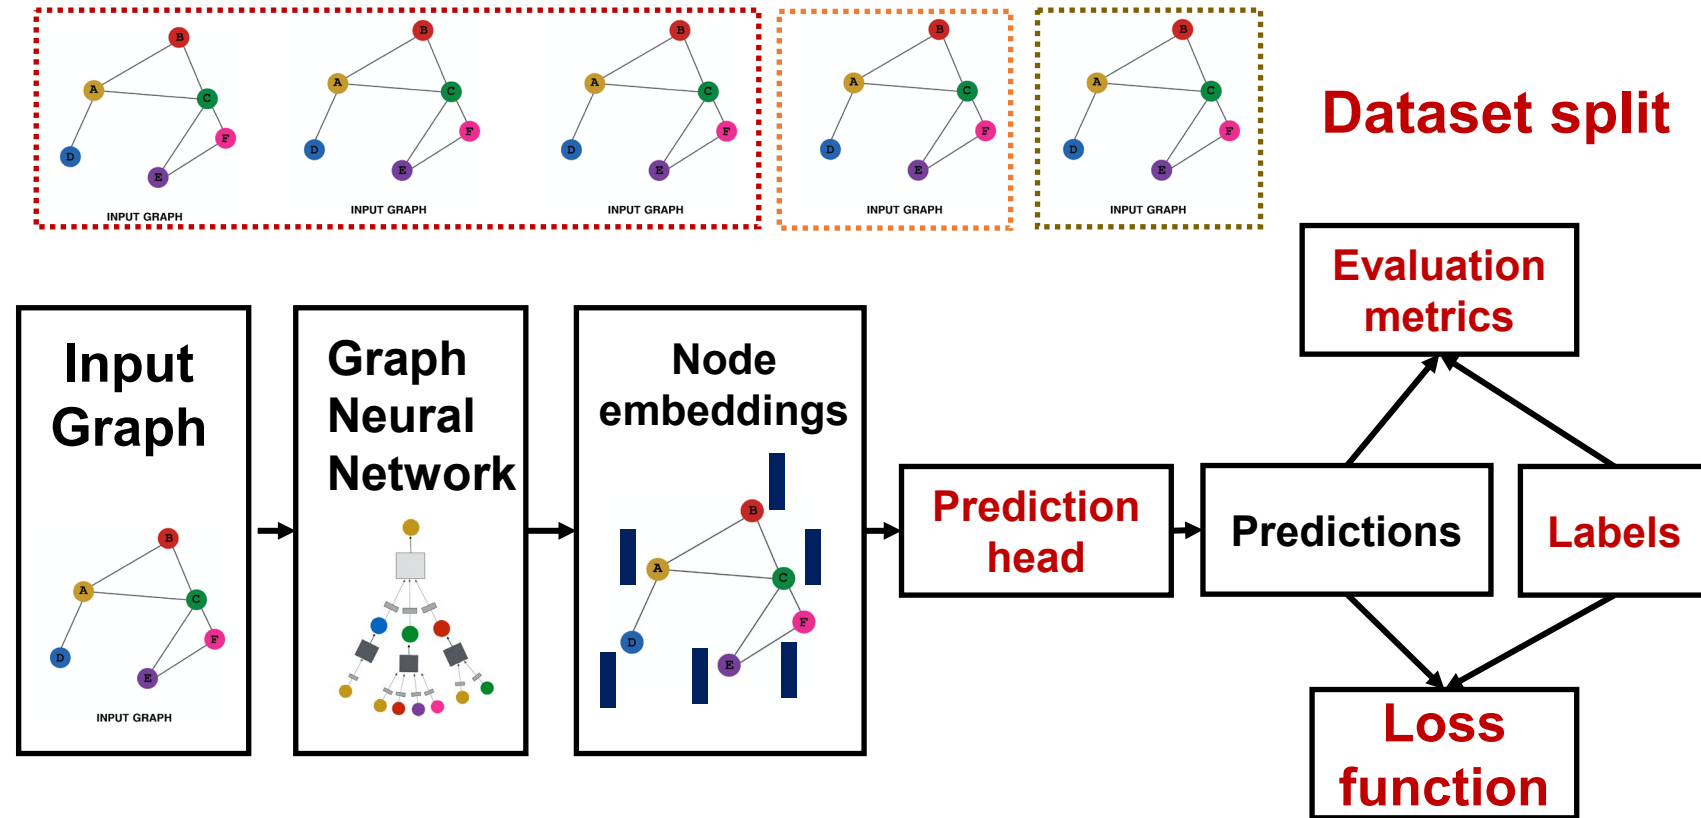 B
A
C
F
D
E
INPUT GRAPH
B
A
C
F
D
E
INPUT GRAPH
B
A
C
F
D
E
INPUT GRAPH
B
A
C
F
D
E
INPUT GRAPH
B
A
C
F
D
E
INPUT GRAPH
Dataset split
Input
Graph
B
A
C
F
D
E
INPUT GRAPH
Graph
Neural
Network
Node
embeddings
B
A
C
F
D
E
Prediction
head
Predictions
Labels
Evaluation
metrics
Loss
function